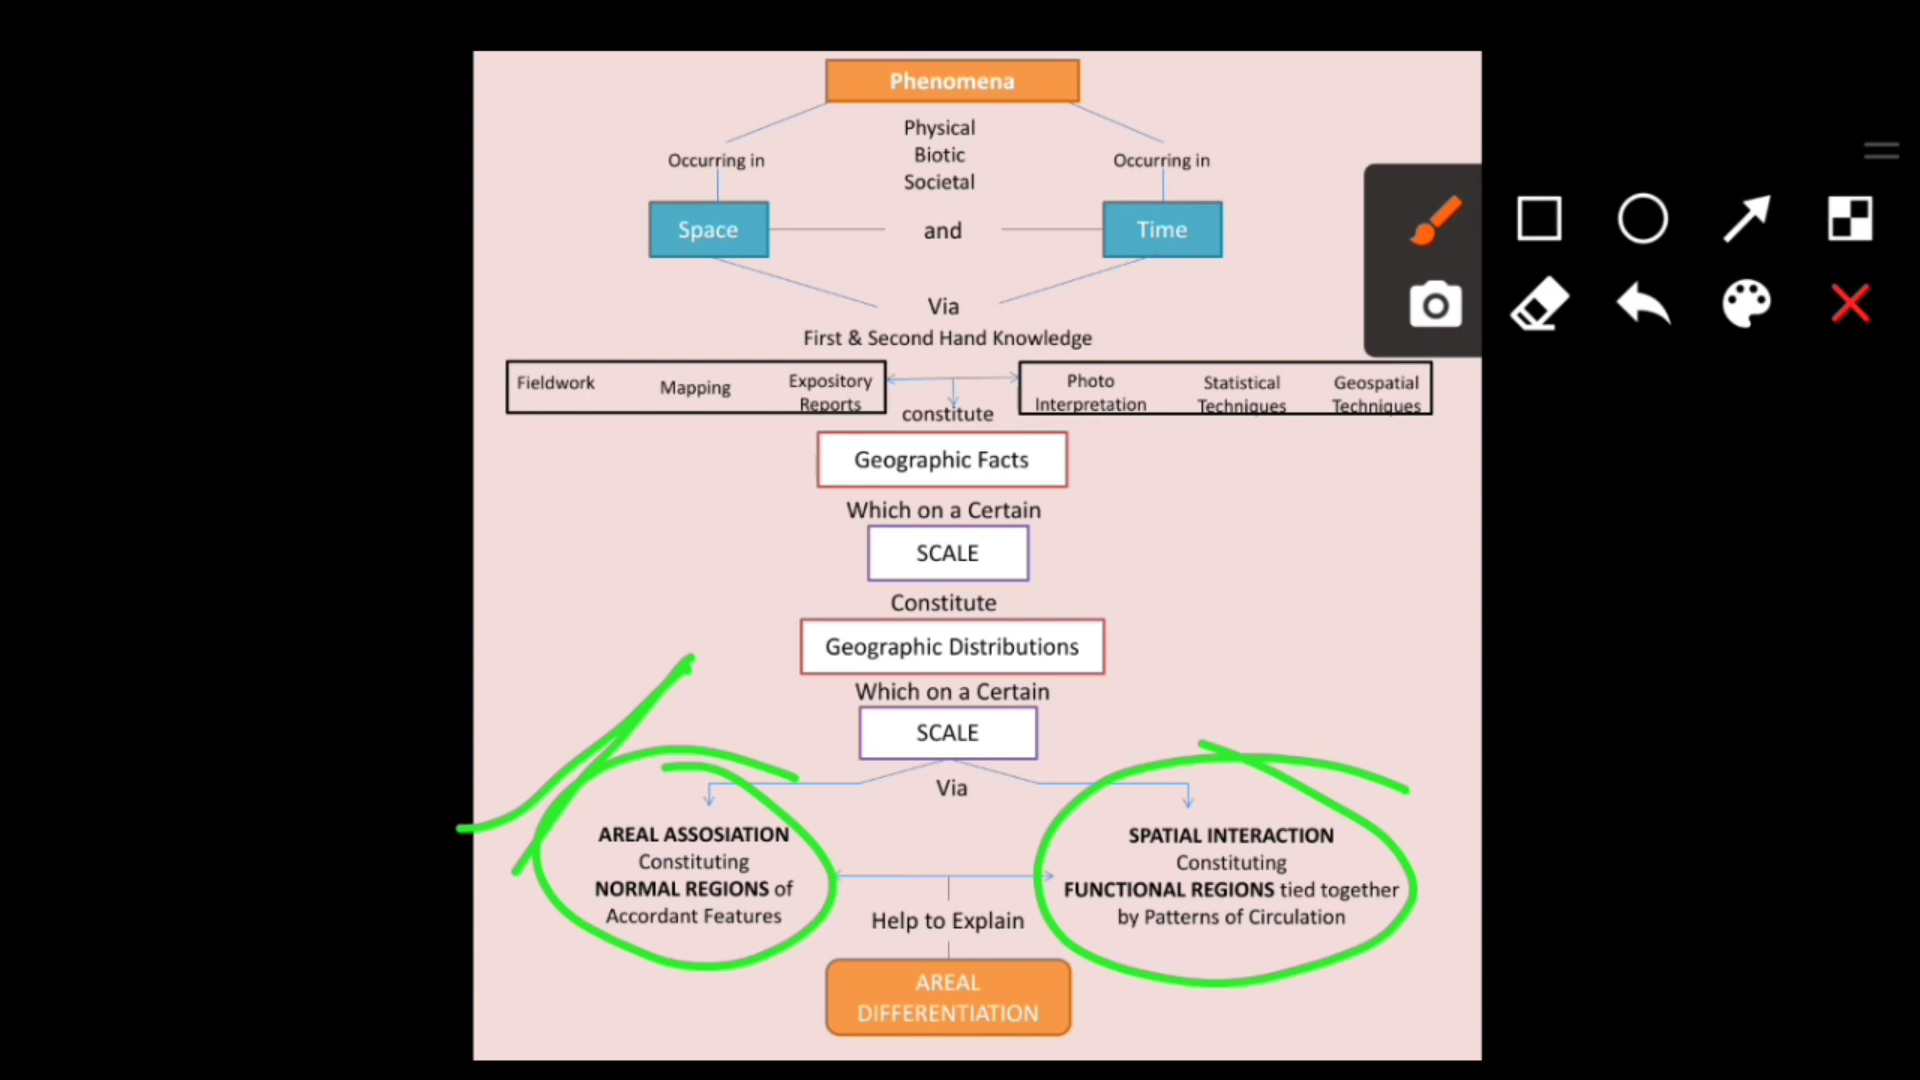 Phenomena
Physical
Biotic
Societal
Occurring in
Occurring in
Space
and
Time
Via
First & Second Hand Knowledge
Fieldwork
Mapping
Expository
Reports
Photo
Interpretation
Statistical
Techniques
Geospatial
Techniques
constitute
Geographic Facts
Which on a Certain
SCALE
Constitute
Geographic Distributions
Which on a Certain
SCALE
Via
AREAL ASSOSIATION
Constituting
NORMAL REGIONS of
Accordant Features
SPATIAL INTERACTION
Constituting
FUNCTIONAL REGIONS tied together
by Patterns of Circulation
Help to Explain
AREAL
DIFFERENTIATION